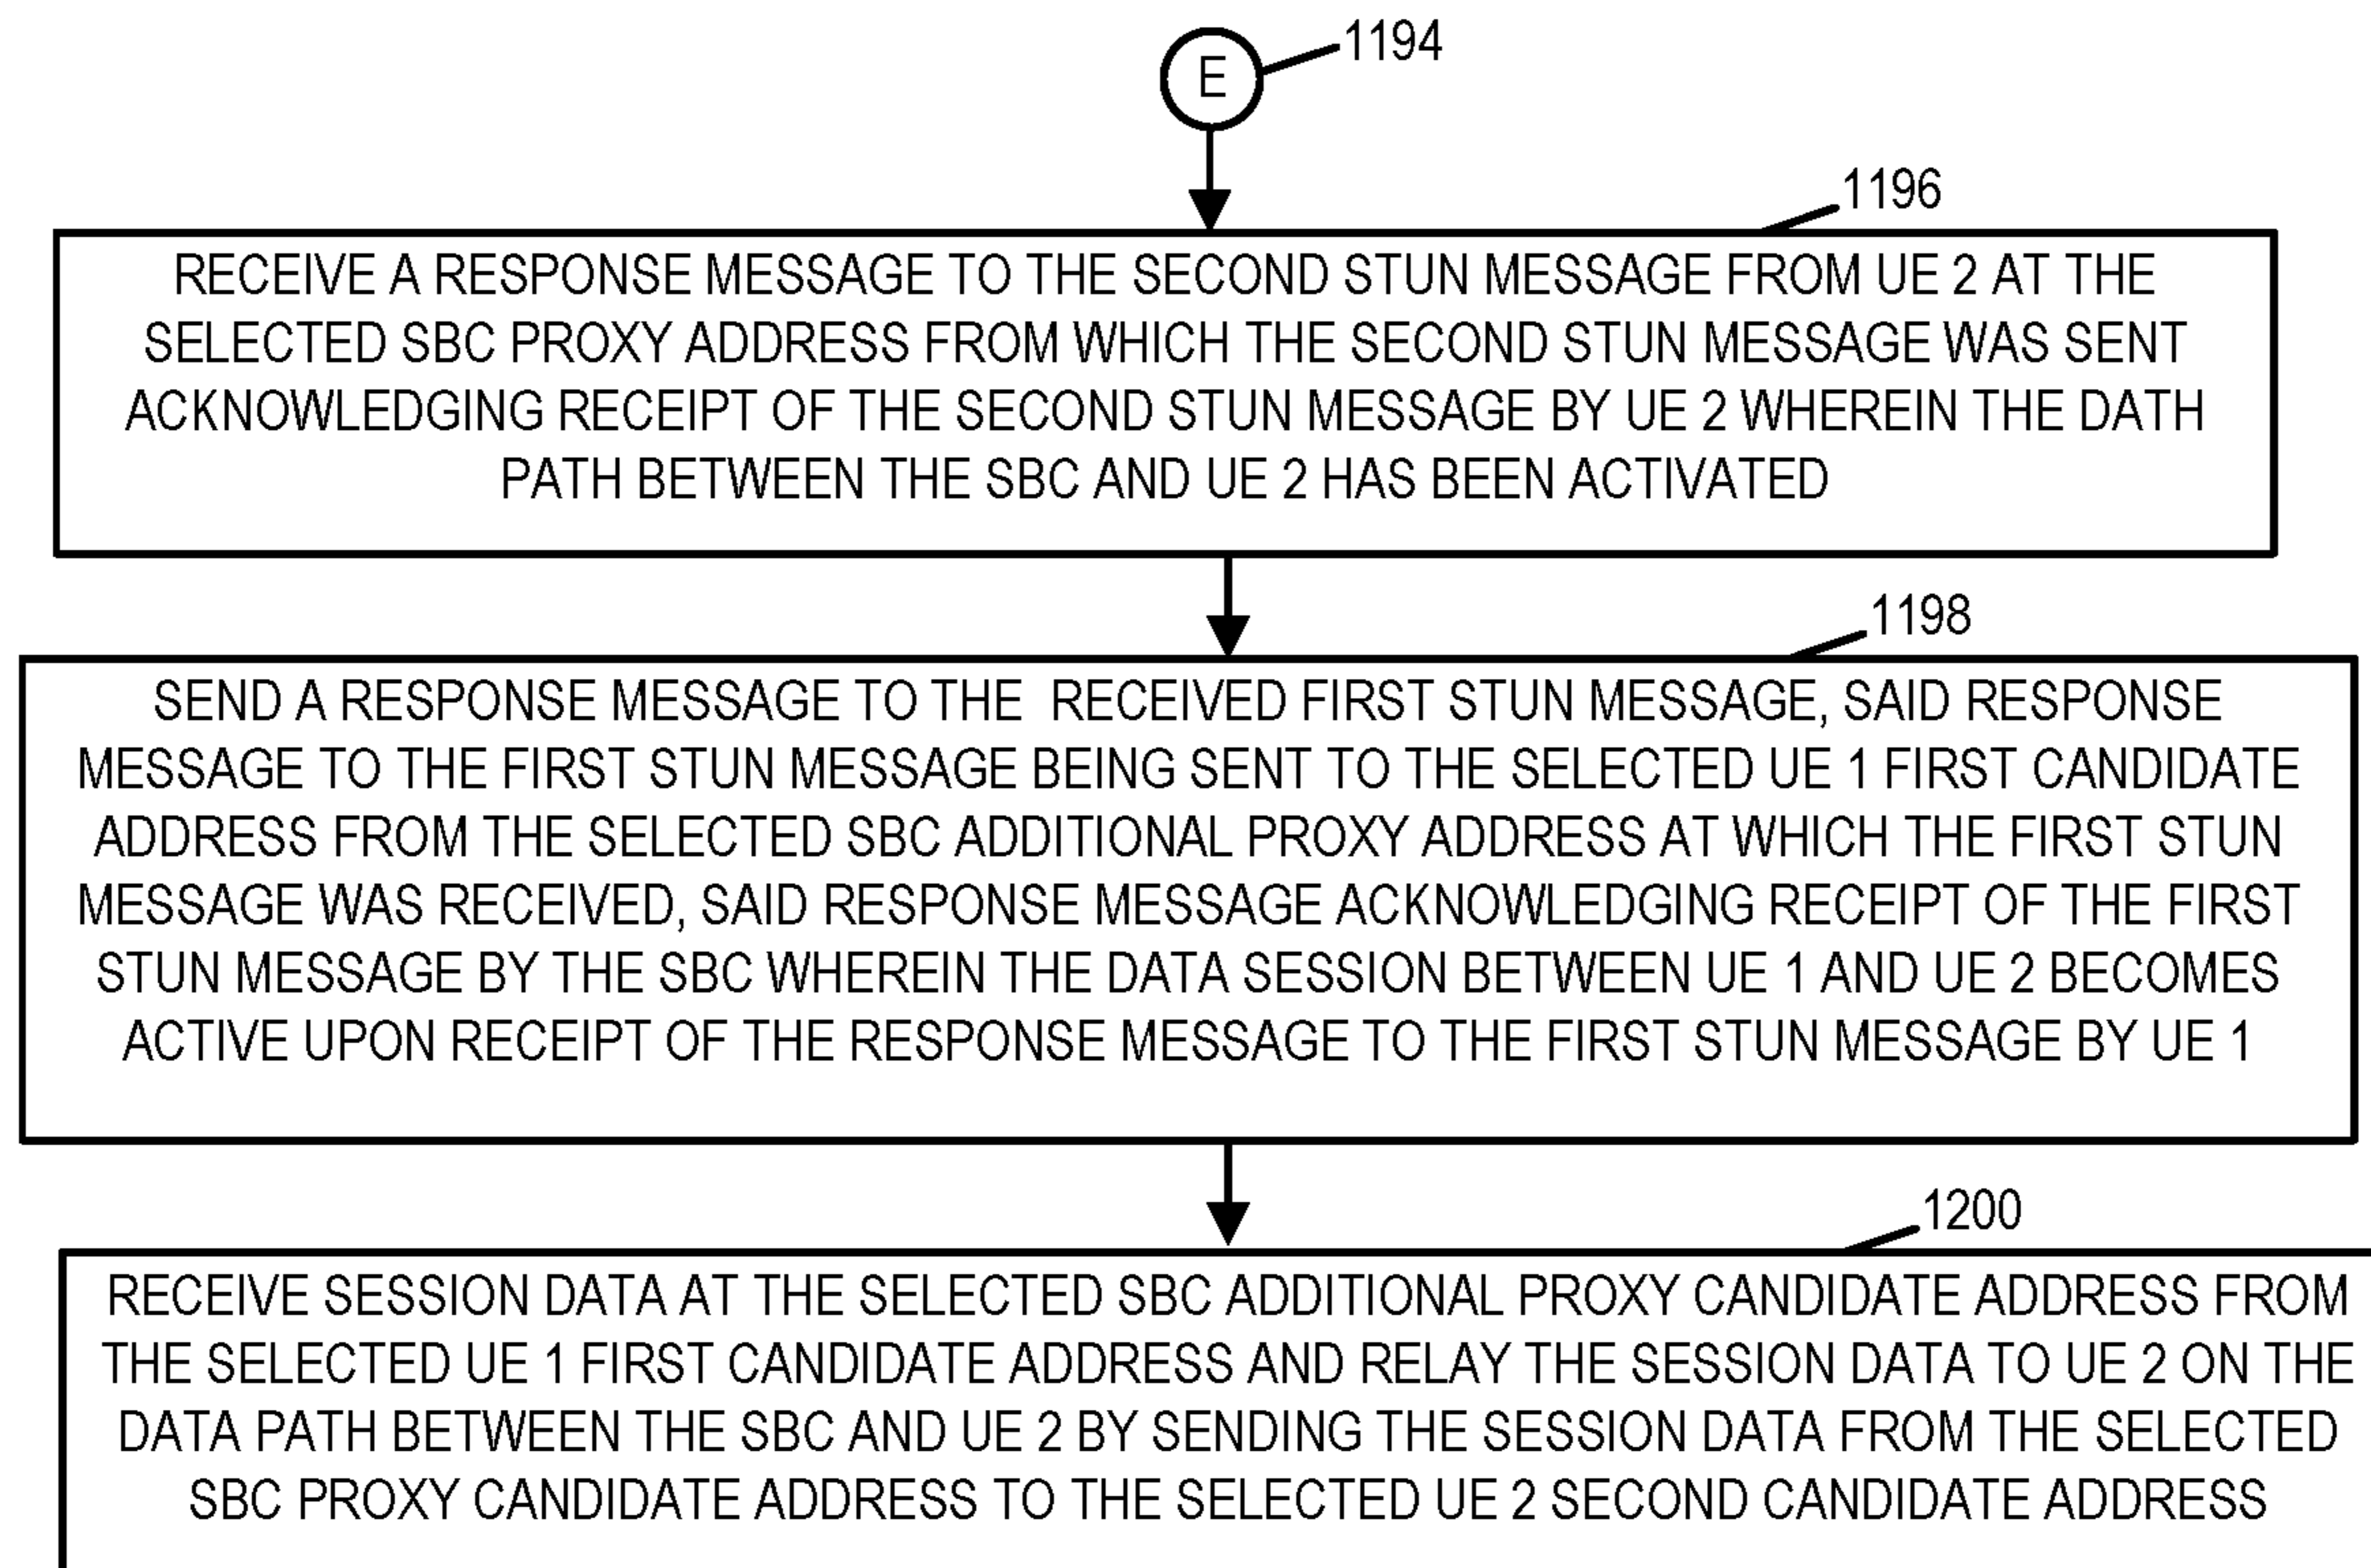 E
1194
1196
RECEIVE A RESPONSE MESSAGE TO THE SECOND STUN MESSAGE FROM UE 2 AT THE
SELECTED SBC PROXY ADDRESS FROM WHICH THE SECOND STUN MESSAGE WAS SENT
ACKNOWLEDGING RECEIPT OF THE SECOND STUN MESSAGE BY UE 2 WHEREIN THE DATH
PATH BETWEEN THE SBC AND UE 2 HAS BEEN ACTIVATED
1198
SEND A RESPONSE MESSAGE TO THE RECEIVED FIRST STUN MESSAGE, SAID RESPONSE
MESSAGE TO THE FIRST STUN MESSAGE BEING SENT TO THE SELECTED UE 1 FIRST CANDIDATE
ADDRESS FROM THE SELECTED SBC ADDITIONAL PROXY ADDRESS AT WHICH THE FIRST STUN
MESSAGE WAS RECEIVED, SAID RESPONSE MESSAGE ACKNOWLEDGING RECEIPT OF THE FIRST
STUN MESSAGE BY THE SBC WHEREIN THE DATA SESSION BETWEEN UE 1 AND UE 2 BECOMES
ACTIVE UPON RECEIPT OF THE RESPONSE MESSAGE TO THE FIRST STUN MESSAGE BY UE 1
1200
RECEIVE SESSION DATA AT THE SELECTED SBC ADDITIONAL PROXY CANDIDATE ADDRESS FROM
THE SELECTED UE 1 FIRST CANDIDATE ADDRESS AND RELAY THE SESSION DATA TO UE 2 ON THE
DATA PATH BETWEEN THE SBC AND UE 2 BY SENDING THE SESSION DATA FROM THE SELECTED
SBC PROXY CANDIDATE ADDRESS TO THE SELECTED UE 2 SECOND CANDIDATE ADDRESS